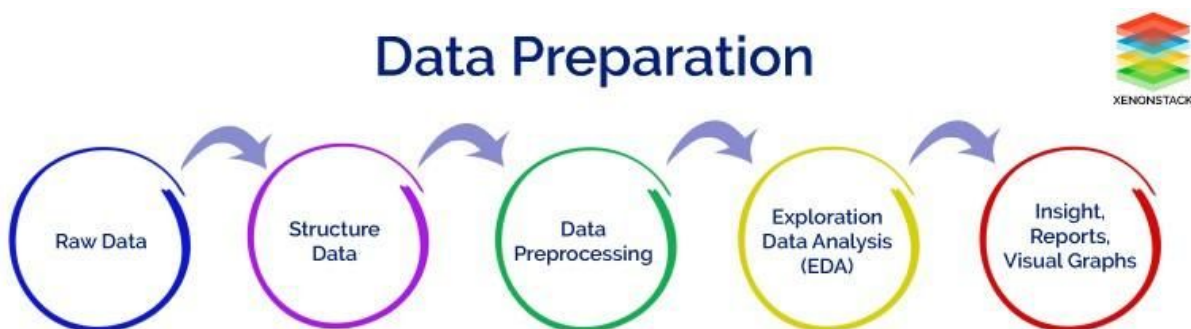 Data Preparation
XENONSTACK
Raw Data
Structure
Data
Data
Preprocessing
Exploration
Data Analysis
(EDA)
Insight,
Reports,
Visual Graphs